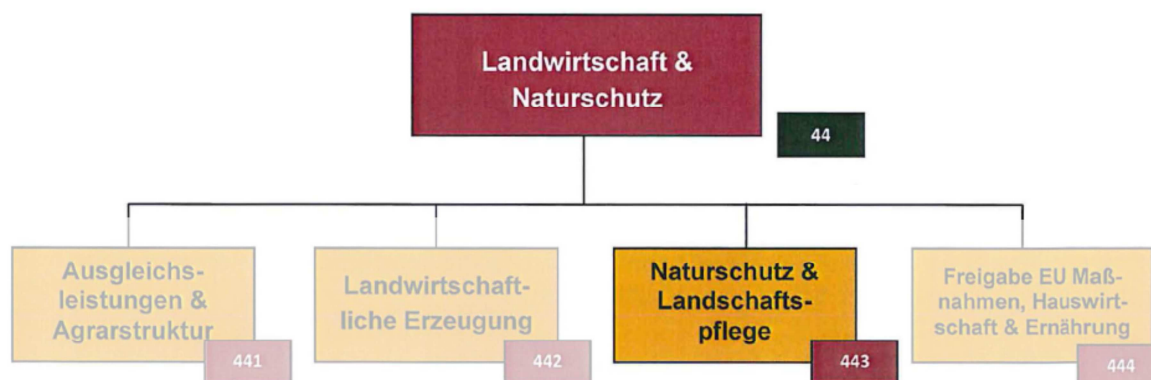 Landwirtschaft &
Naturschutz
44
Ausgleichs-
leistungen &
Agrarstruktur
441
Landwirtschaft-
liche Erzeugung
442
Naturschutz &
Landschafts-
pflege
443
Freigabe EU Maß-
nahmen, Hauswirt-
schaft & Ernährung
444